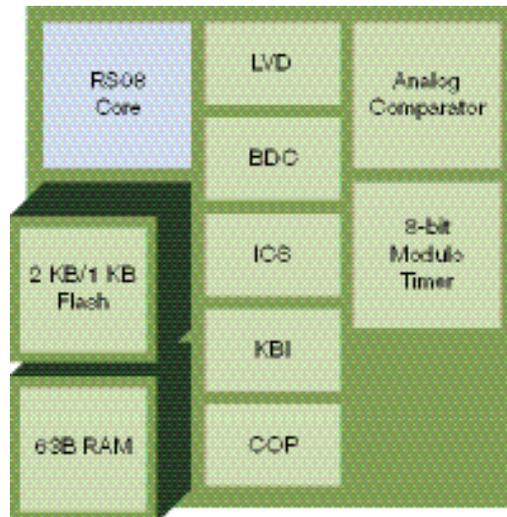 RS08
Core
LVD
Analog
Comparator
BDC
8-bit
Modulo
Timer
2 KB/1 KB
Flash
ICS
KBI
63B RAM
COP